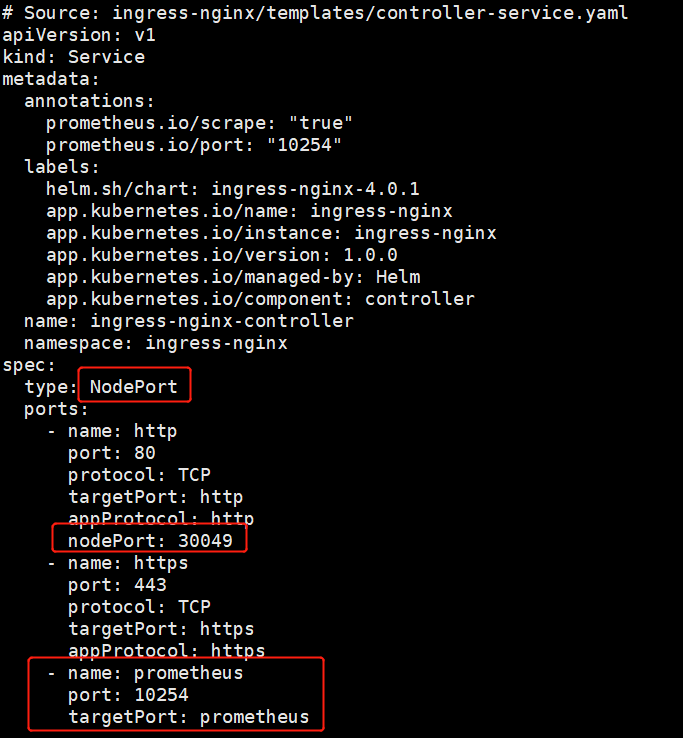 # Source: ingress-nginx/templates/controller-service.yaml
apiVersion: v1
kind: Service
metadata:
  annotations:
    prometheus.io/scrape: "true"
    prometheus.io/port: "10254"
  labels:
    helm.sh/chart: ingress-nginx-4.0.1
    app.kubernetes.io/name: ingress-nginx
    app.kubernetes.io/instance: ingress-nginx
    app.kubernetes.io/version: 1.0.0
    app.kubernetes.io/managed-by: Helm
    app.kubernetes.io/component: controller
  name: ingress-nginx-controller
  namespace: ingress-nginx
spec:
  type: NodePort
  ports:
    - name: http
      port: 80
      protocol: TCP
      targetPort: http
      appProtocol: http
      nodePort: 30049
    - name: https
      port: 443
      protocol: TCP
      targetPort: https
      appProtocol: https
    - name: prometheus
      port: 10254
      targetPort: prometheus